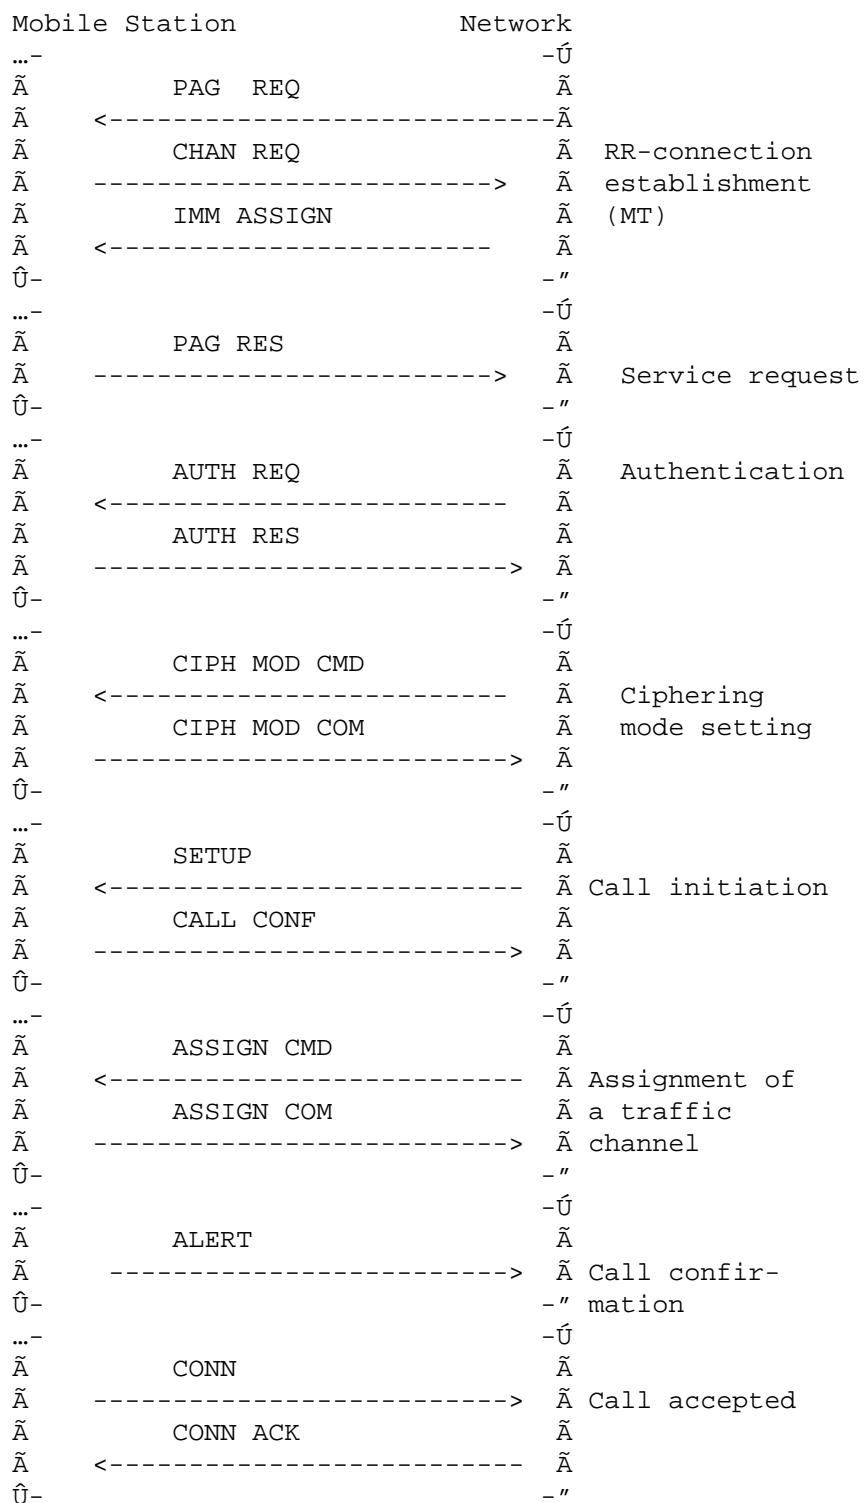 Mobile Station              Network
…-                               -Ú
Ã         PAG  REQ                Ã
Ã    <----------------------------Ã
Ã         CHAN REQ                Ã  RR-connection
Ã    ------------------------->   Ã  establishment
Ã         IMM ASSIGN              Ã  (MT)
Ã    <------------------------    Ã
Û-                               -"
…-                               -Ú
Ã         PAG RES                 Ã
Ã    ------------------------->   Ã   Service request
Û-                               -"
…-                               -Ú
Ã         AUTH REQ                Ã   Authentication
Ã    <-------------------------   Ã
Ã         AUTH RES                Ã
Ã    -------------------------->  Ã
Û-                               -"
…-                               -Ú
Ã         CIPH MOD CMD            Ã
Ã    <-------------------------   Ã   Ciphering
Ã         CIPH MOD COM            Ã   mode setting
Ã    -------------------------->  Ã
Û-                               -"
…-                               -Ú
Ã         SETUP                   Ã
Ã    <--------------------------  Ã Call initiation
Ã         CALL CONF               Ã
Ã    -------------------------->  Ã
Û-                               -"
…-                               -Ú
Ã         ASSIGN CMD              Ã
Ã    <--------------------------  Ã Assignment of
Ã         ASSIGN COM              Ã a traffic
Ã    -------------------------->  Ã channel
Û-                               -"
…-                               -Ú
Ã         ALERT                   Ã
Ã     ------------------------->  Ã Call confir-
Û-                               -" mation
…-                               -Ú
Ã         CONN                    Ã
Ã    -------------------------->  Ã Call accepted
Ã         CONN ACK                Ã
Ã    <--------------------------  Ã
Û-                               -"